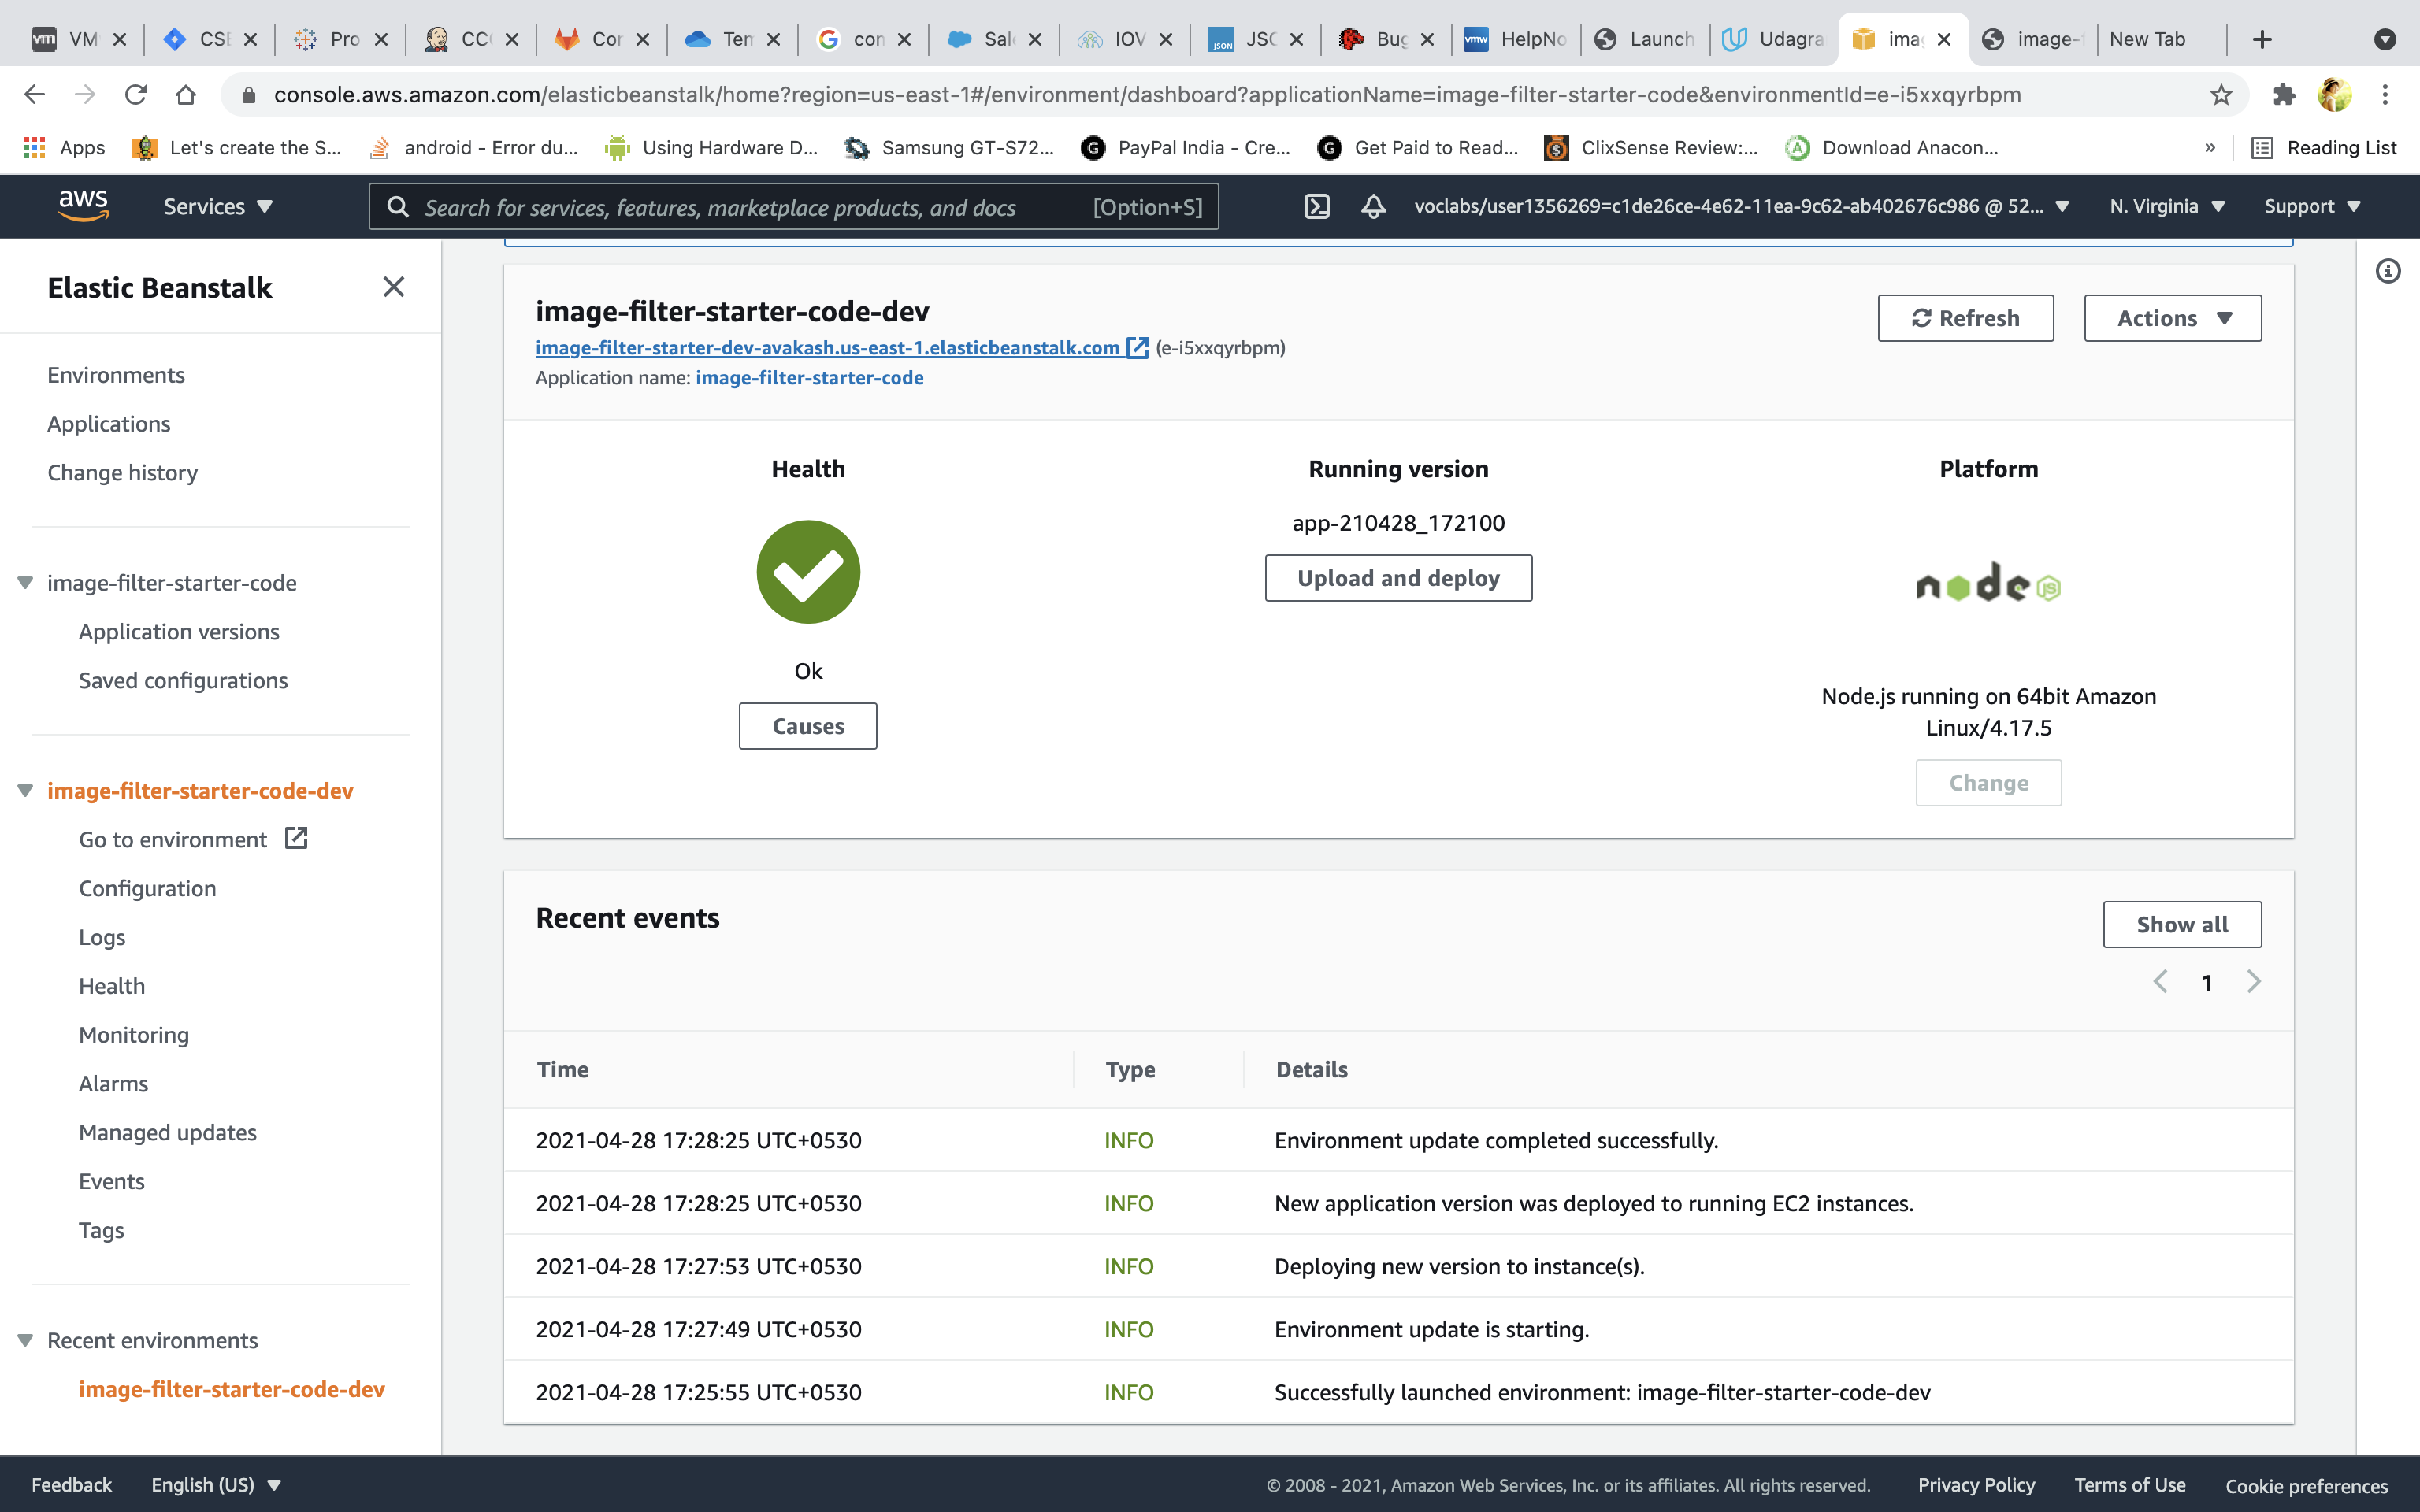 VM
CSE
Pro
CCC
Cor
Ten
con
Sale
IOV
JSC
Bug
HelpNo
Launch
Udagra
ima
image-f
New Tab
console.aws.amazon.com/elasticbeanstalk/home?region=us-east-1#/environment/dashboard?applicationName=image-filter-starter-code&environmentId=e-i5xxqyrbpm
Apps
Let's create the S...
android - Error du...
Using Hardware D...
Samsung GT-S72...
PayPal India - Cre...
Get Paid to Read...
ClixSense Review:...
Download Anacon...
»
Reading List
aws
Services
Search for services, features, marketplace products, and docs
[Option+S]
voclabs/user1356269=c1de26ce-4e62-11ea-9c62-ab402676c986 @ 52...
N. Virginia
Support
Elastic Beanstalk
Environments
Applications
Change history
image-filter-starter-code
Application versions
Saved configurations
image-filter-starter-code-dev
Go to environment
Configuration
Logs
Health
Monitoring
Alarms
Managed updates
Events
Tags
Recent environments
image-filter-starter-code-dev
image-filter-starter-code-dev
image-filter-starter-dev-avakash.us-east-1.elasticbeanstalk.com (e-i5xxqyrbpm)
Application name: image-filter-starter-code
Refresh
Actions
Health
Ok
Causes
Running version
app-210428_172100
Upload and deploy
Platform
node JS
Node.js running on 64bit Amazon
Linux/4.17.5
Change
Recent events
Show all
1
Time Type Details
2021-04-28 17:28:25 UTC+0530 INFO Environment update completed successfully.
2021-04-28 17:28:25 UTC+0530 INFO New application version was deployed to running EC2 instances.
2021-04-28 17:27:53 UTC+0530 INFO Deploying new version to instance(s).
2021-04-28 17:27:49 UTC+0530 INFO Environment update is starting.
2021-04-28 17:25:55 UTC+0530 INFO Successfully launched environment: image-filter-starter-code-dev
Feedback
English (US)
© 2008 - 2021, Amazon Web Services, Inc. or its affiliates. All rights reserved.
Privacy Policy
Terms of Use
Cookie preferences